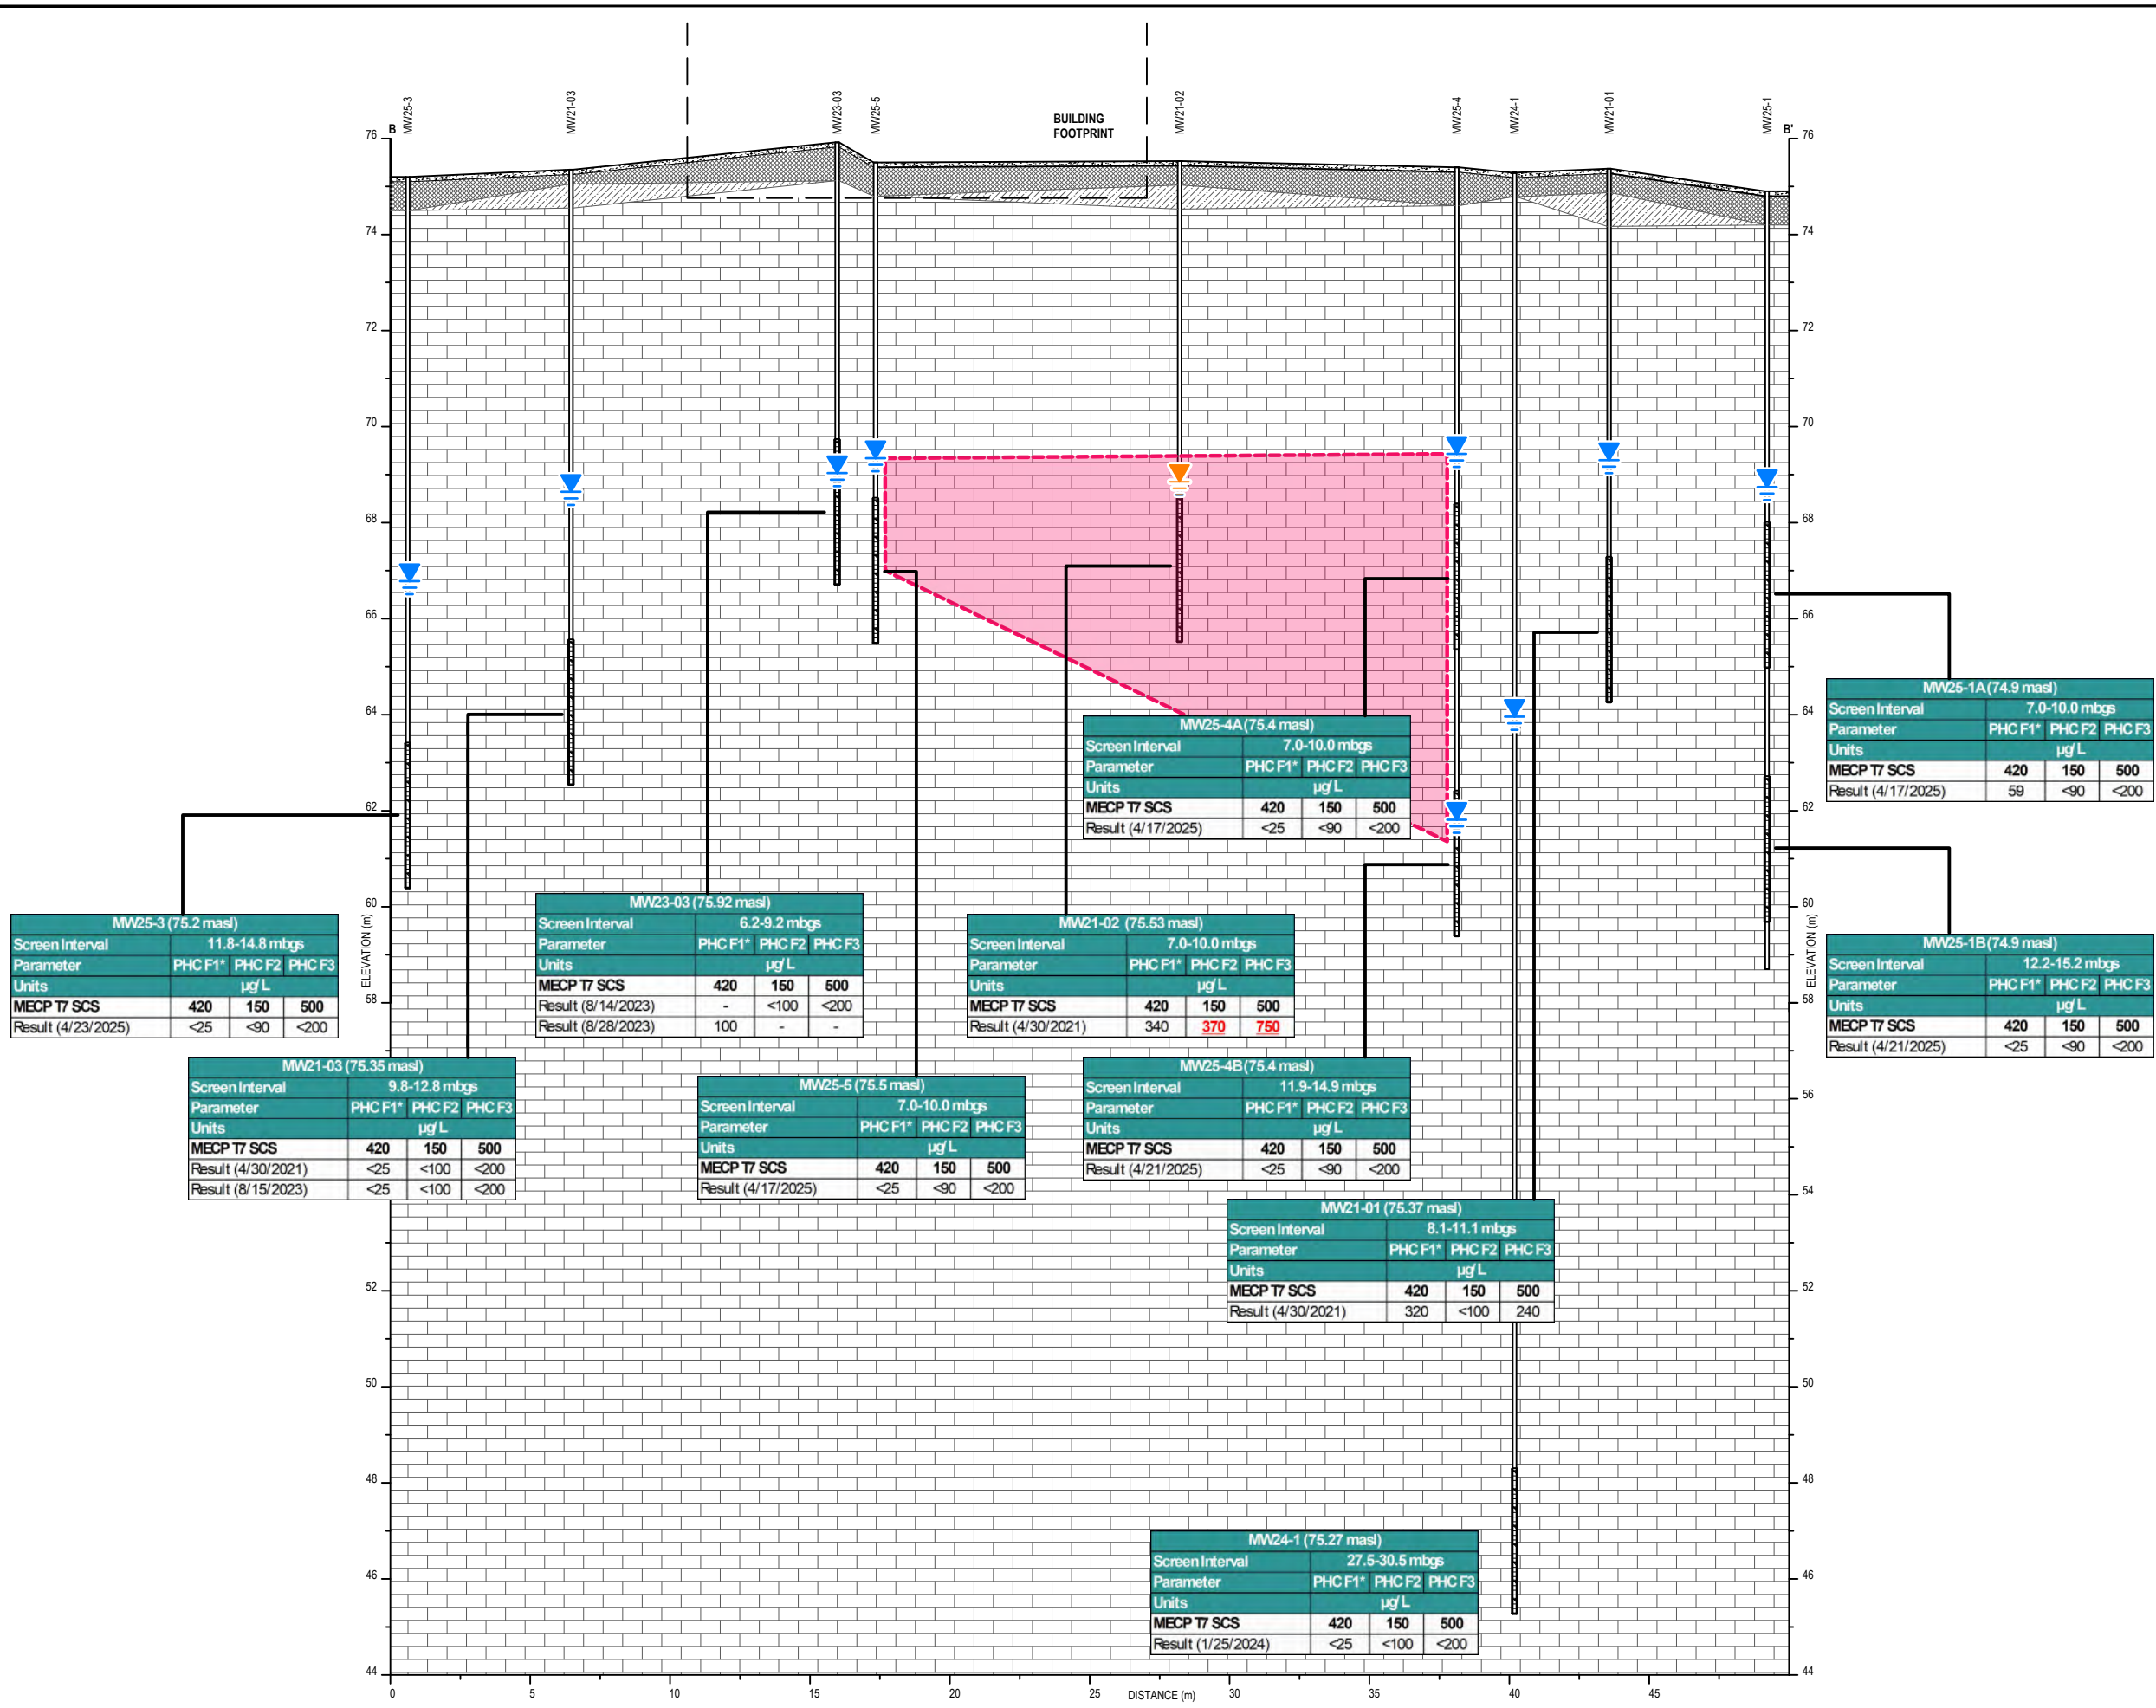 MW25-3
MW21-03
MW23-03
MW25-5
BUILDING
FOOTPRINT
MW21-02
MW25-4
MW24-1
MW21-01
MW25-1
B
B'
76
74
72
70
68
66
64
62
60
58
76
74
72
70
68
66
64
62
60
58
56
54
52
50
48
46
44
52
50
48
46
44
ELEVATION (m)
ELEVATION (m)
0 5 10 15 20 25 30 35 40 45
DISTANCE (m)
MW25-4A (75.4 masl)
Screen Interval 7.0-10.0 mbgs
Parameter PHC F1* PHC F2 PHC F3
Units µg/L
MECP T7 SCS 420 150 500
Result (4/17/2025) <25 <90 <200
MW25-1A (74.9 masl)
Screen Interval 7.0-10.0 mbgs
Parameter PHC F1* PHC F2 PHC F3
Units µg/L
MECP T7 SCS 420 150 500
Result (4/17/2025) 59 <90 <200
MW25-3 (75.2 masl)
Screen Interval 11.8-14.8 mbgs
Parameter PHC F1* PHC F2 PHC F3
Units µg/L
MECP T7 SCS 420 150 500
Result (4/23/2025) <25 <90 <200
MW23-03 (75.92 masl)
Screen Interval 6.2-9.2 mbgs
Parameter PHC F1* PHC F2 PHC F3
Units µg/L
MECP T7 SCS 420 150 500
Result (8/14/2023) - <100 <200
Result (8/28/2023) 100 - -
MW21-02 (75.53 masl)
Screen Interval 7.0-10.0 mbgs
Parameter PHC F1* PHC F2 PHC F3
Units µg/L
MECP T7 SCS 420 150 500
Result (4/30/2021) 340 370 750
MW25-1B (74.9 masl)
Screen Interval 12.2-15.2 mbgs
Parameter PHC F1* PHC F2 PHC F3
Units µg/L
MECP T7 SCS 420 150 500
Result (4/21/2025) <25 <90 <200
MW21-03 (75.35 masl)
Screen Interval 9.8-12.8 mbgs
Parameter PHC F1* PHC F2 PHC F3
Units µg/L
MECP T7 SCS 420 150 500
Result (4/30/2021) <25 <100 <200
Result (8/15/2023) <25 <100 <200
MW25-5 (75.5 masl)
Screen Interval 7.0-10.0 mbgs
Parameter PHC F1* PHC F2 PHC F3
Units µg/L
MECP T7 SCS 420 150 500
Result (4/17/2025) <25 <90 <200
MW25-4B (75.4 masl)
Screen Interval 11.9-14.9 mbgs
Parameter PHC F1* PHC F2 PHC F3
Units µg/L
MECP T7 SCS 420 150 500
Result (4/21/2025) <25 <90 <200
MW21-01 (75.37 masl)
Screen Interval 8.1-11.1 mbgs
Parameter PHC F1* PHC F2 PHC F3
Units µg/L
MECP T7 SCS 420 150 500
Result (4/30/2021) 320 <100 240
MW24-1 (75.27 masl)
Screen Interval 27.5-30.5 mbgs
Parameter PHC F1* PHC F2 PHC F3
Units µg/L
MECP T7 SCS 420 150 500
Result (1/25/2024) <25 <100 <200